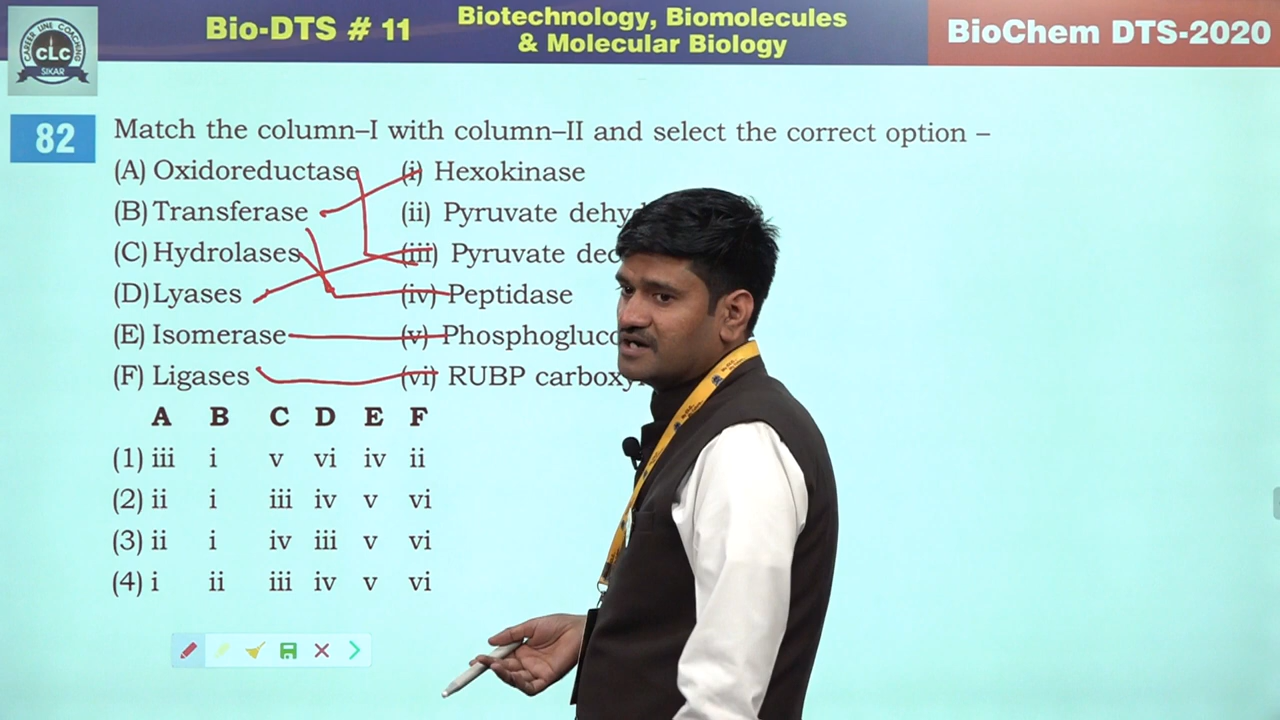 CAREER LINE COACHING
CLC
SIKAR
Bio-DTS # 11
Biotechnology, Biomolecules
& Molecular Biology
BioChem DTS-2020
82
Match the column–I with column–II and select the correct option –
(A) Oxidoreductase (i) Hexokinase
(B) Transferase (ii) Pyruvate dehyd
(C) Hydrolases (iii) Pyruvate dec
(D) Lyases (iv) Peptidase
(E) Isomerase (v) Phosphogluco
(F) Ligases (vi) RUBP carboxyl
A B C D E F
(1) iii i v vi iv ii
(2) ii i iii iv v vi
(3) ii i iv iii v vi
(4) i ii iii iv v vi